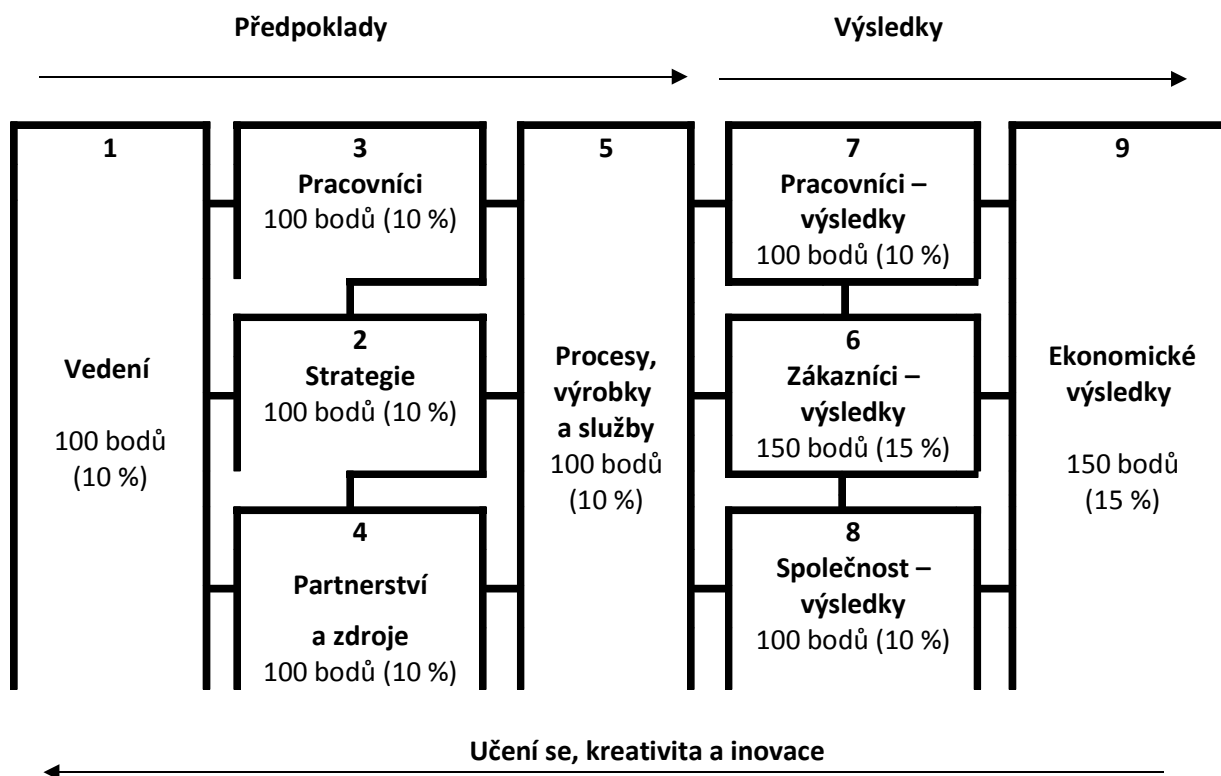 Předpoklady
Výsledky
1
Vedení
100 bodů
(10 %)
3
Pracovníci
100 bodů (10 %)
2
Strategie
100 bodů (10 %)
4
Partnerství
a zdroje
100 bodů (10 %)
5
Procesy,
výrobky
a služby
100 bodů
(10 %)
7
Pracovníci –
výsledky
100 bodů (10 %)
6
Zákazníci –
výsledky
150 bodů (15 %)
8
Společnost –
výsledky
100 bodů (10 %)
9
Ekonomické
výsledky
150 bodů
(15 %)
Učení se, kreativita a inovace